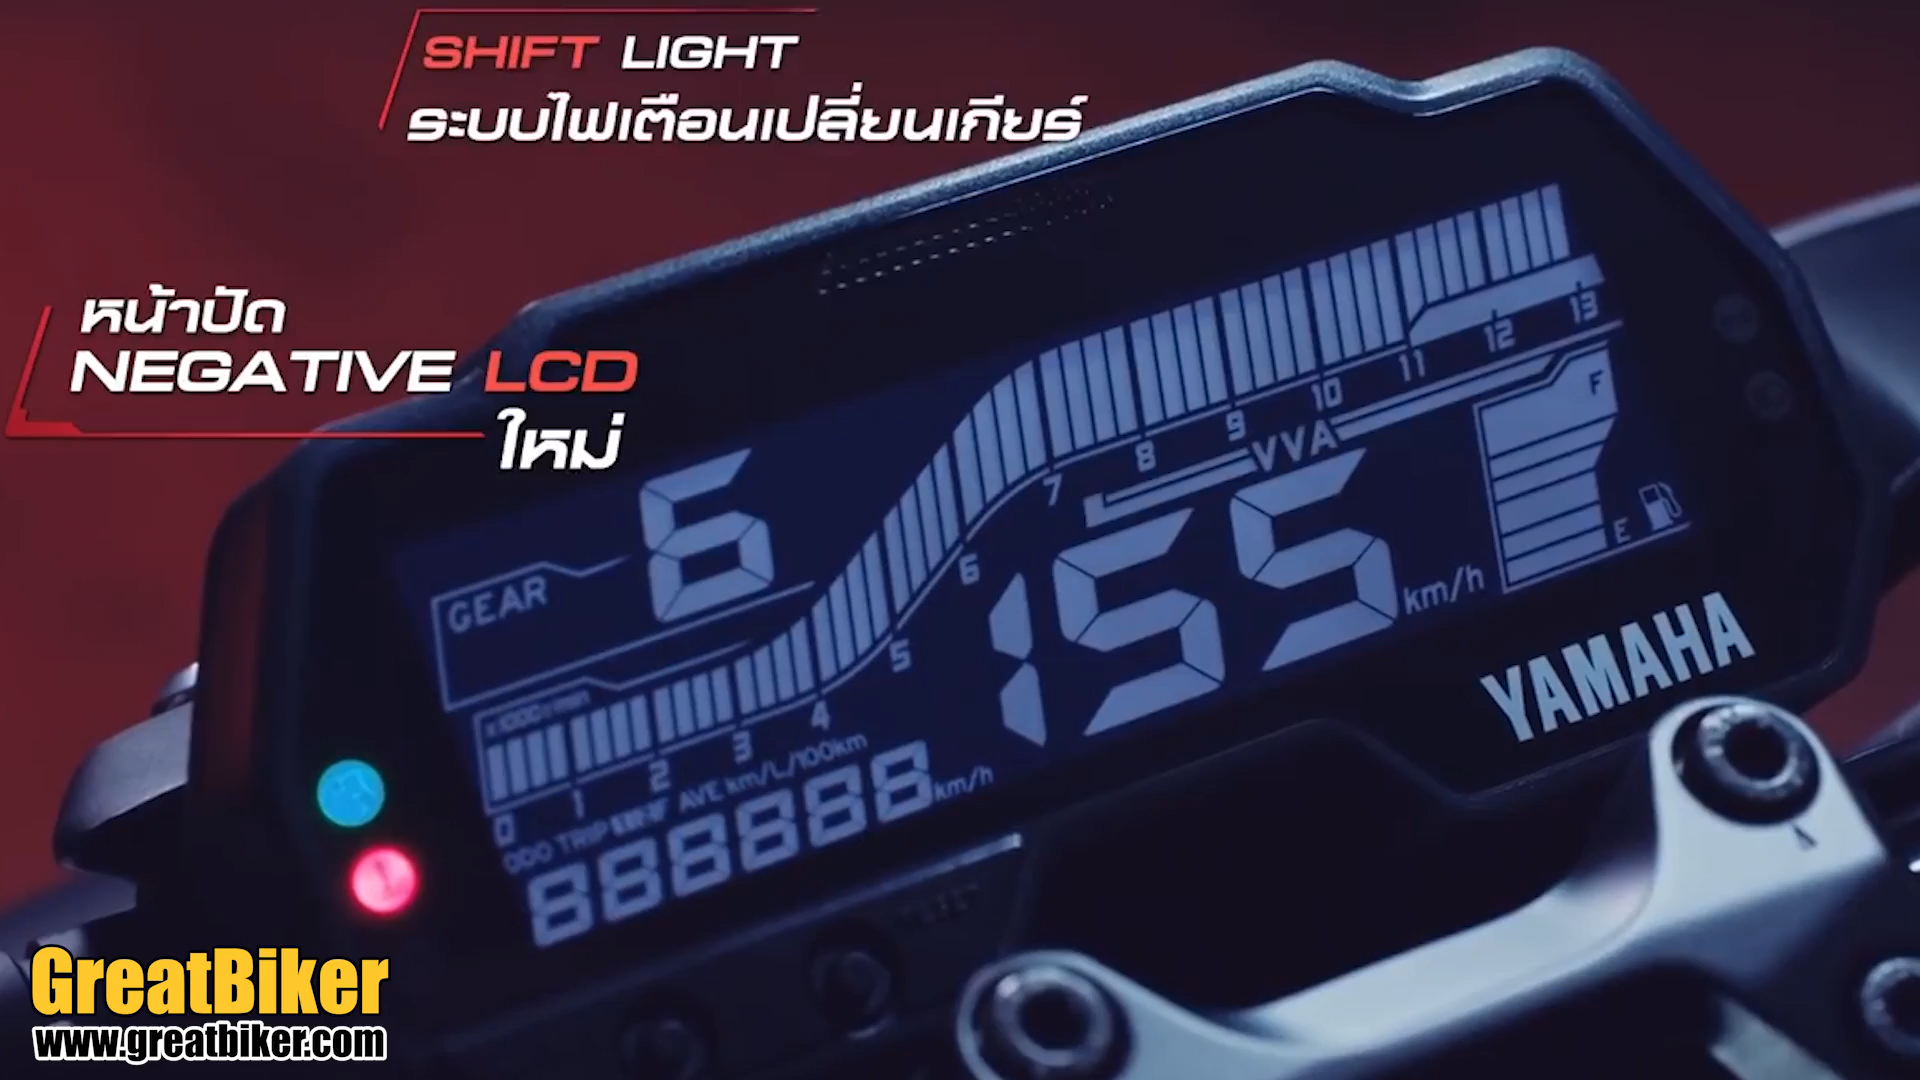 SHIFT LIGHT
ระบบไฟเตือนเปลี่ยนเกียร์
หน้าปัด
NEGATIVE LCD
ใหม่
GEAR 6
0 1 2 3 4 5 6 7 8 9 10 11 12 13
VVA
155 km/h
F
E
ODO TRIP AVE km/L/100km
888888 km/h
YAMAHA
GreatBiker
www.greatbiker.com